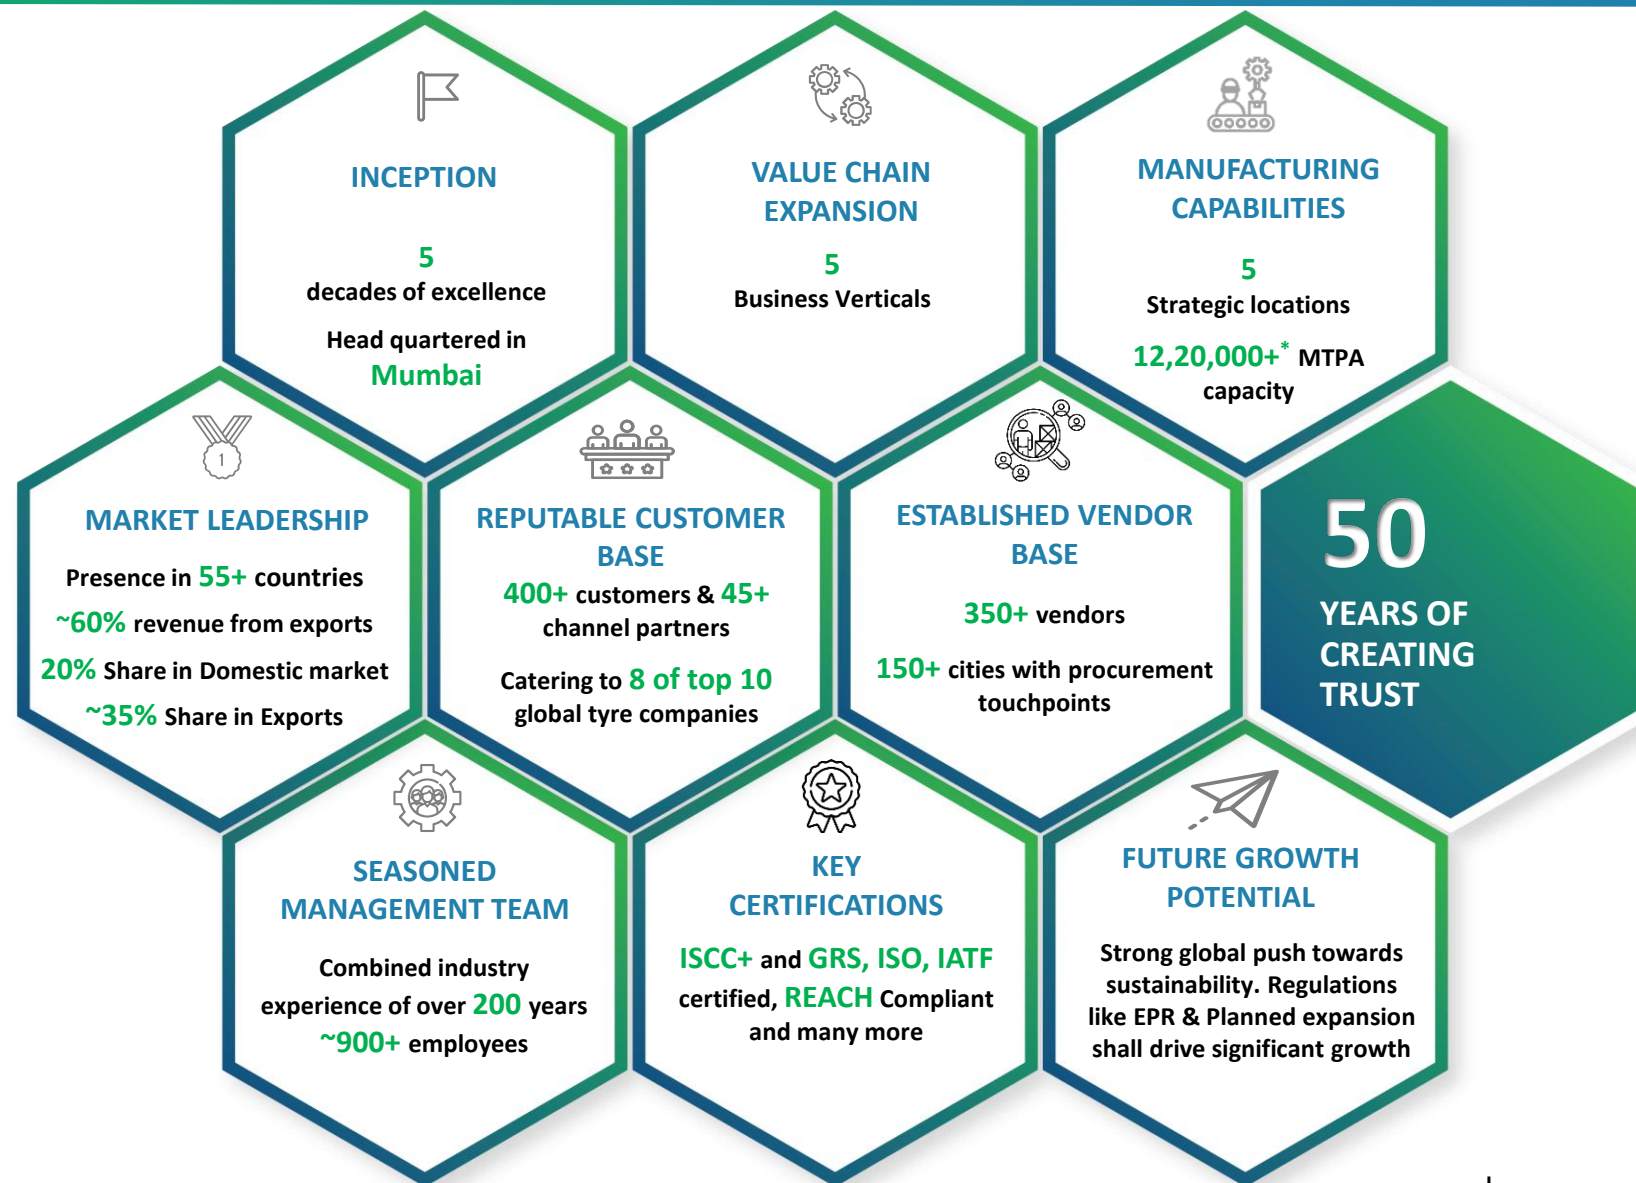 INCEPTION
5
decades of excellence
Head quartered in
Mumbai
VALUE CHAIN
EXPANSION
5
Business Verticals
MANUFACTURING
CAPABILITIES
5
Strategic locations
12,20,000+* MTPA
capacity
1
MARKET LEADERSHIP
Presence in 55+ countries
~60% revenue from exports
20% Share in Domestic market
~35% Share in Exports
REPUTABLE CUSTOMER
BASE
400+ customers & 45+
channel partners
Catering to 8 of top 10
global tyre companies
ESTABLISHED VENDOR
BASE
350+ vendors
150+ cities with procurement
touchpoints
50
YEARS OF
CREATING
TRUST
SEASONED
MANAGEMENT TEAM
Combined industry
experience of over 200 years
~900+ employees
KEY
CERTIFICATIONS
ISCC+ and GRS, ISO, IATF
certified, REACH Compliant
and many more
FUTURE GROWTH
POTENTIAL
Strong global push towards
sustainability. Regulations
like EPR & Planned expansion
shall drive significant growth